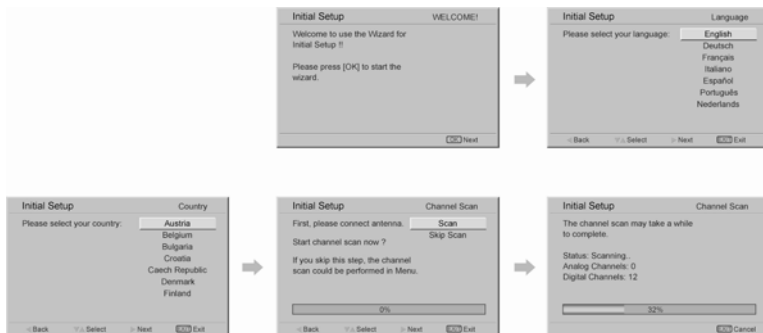 Initial Setup WELCOME!
Welcome to use the Wizard for
Initial Setup !!
Please press [OK] to start the
wizard.
OK Next
Initial Setup Language
Please select your language: English
Deutsch
Français
Italiano
Español
Português
Nederlands
Back Select Next Exit
Initial Setup Country
Please select your country: Austria
Belgium
Bulgaria
Croatia
Caech Republic
Denmark
Finland
Back Select Next Exit
Initial Setup Channel Scan
First, please connect antenna. Scan
Skip Scan
Start channel scan now ?
If you skip this step, the channel
scan could be performed in Menu.
0%
Back Select Next Exit
Initial Setup Channel Scan
The channel scan may take a while
to complete.
Status: Scanning..
Analog Channels: 0
Digital Channels: 12
32%
Cancel